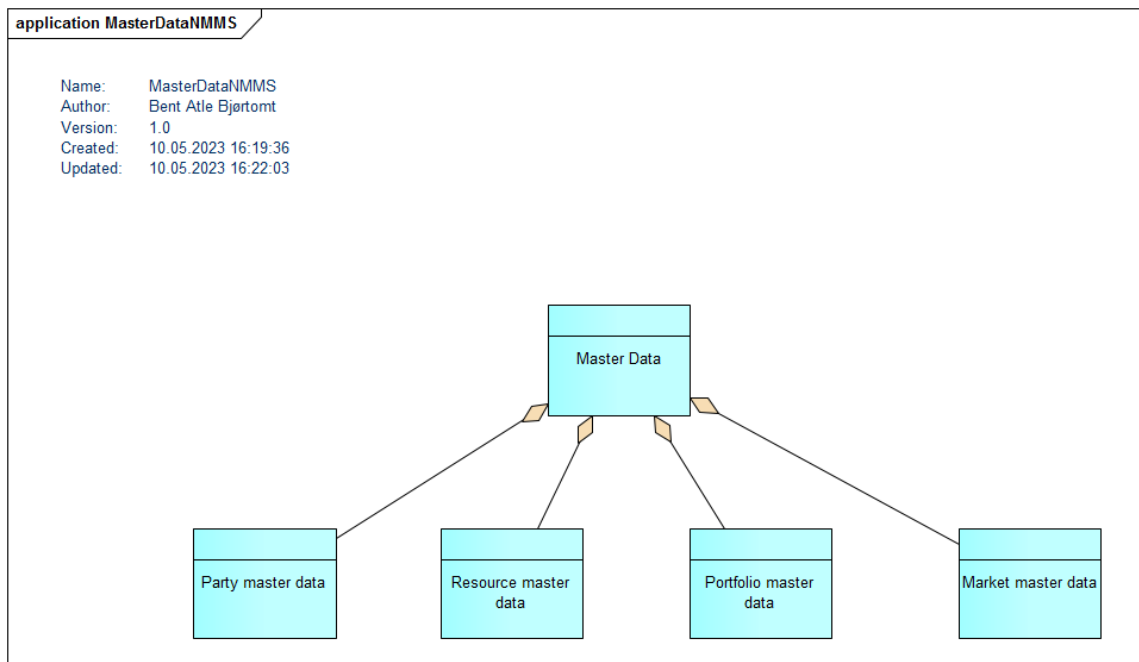 application MasterDataNMMS
Name: MasterDataNMMS
Author: Bent Atle Bjørtomt
Version: 1.0
Created: 10.05.2023 16:19:36
Updated: 10.05.2023 16:22:03
Master Data
Party master data
Resource master
data
Portfolio master
data
Market master data